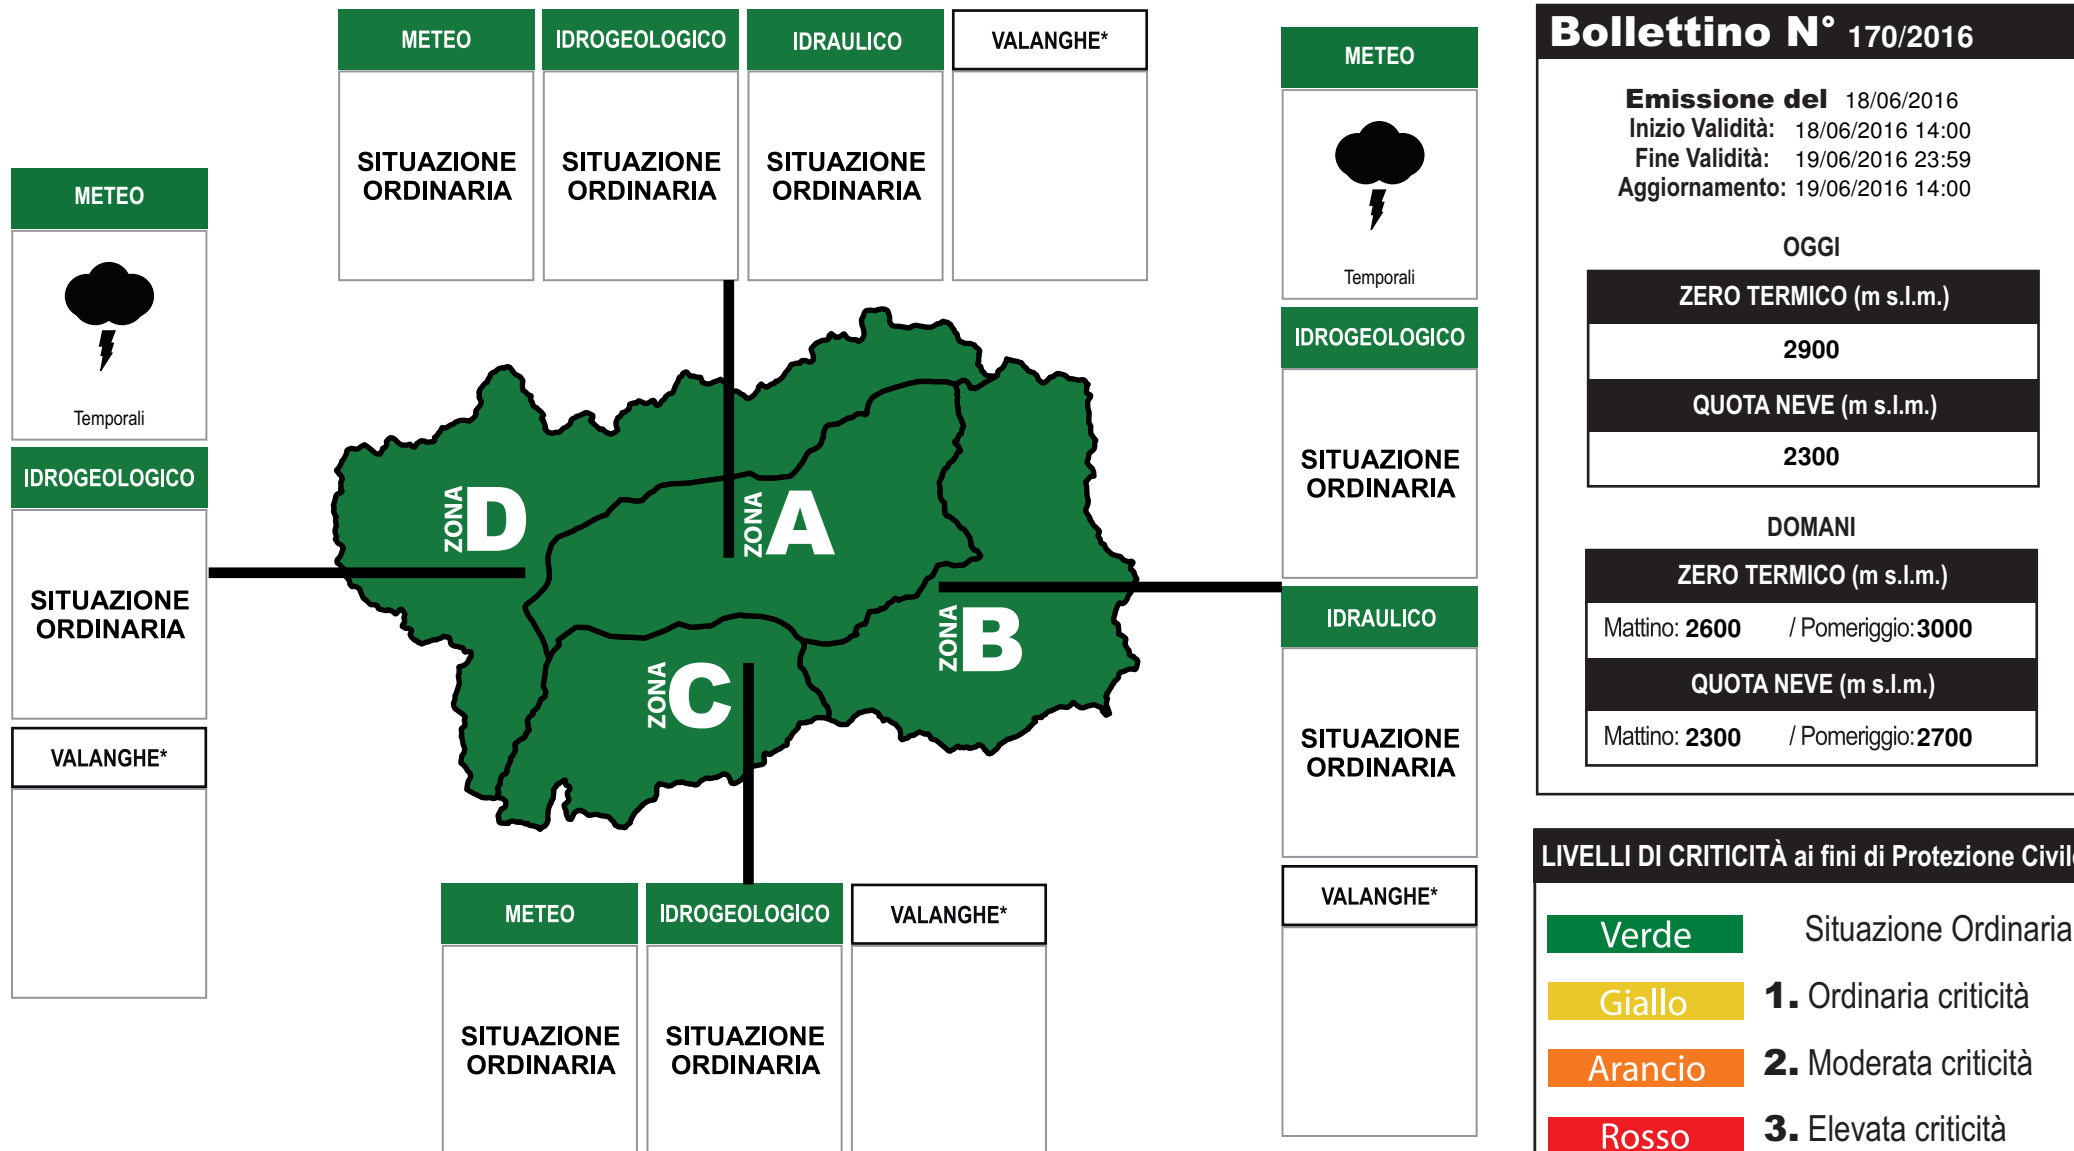 METEO
IDROGEOLOGICO
IDRAULICO
VALANGHE*
SITUAZIONE
ORDINARIA
SITUAZIONE
ORDINARIA
SITUAZIONE
ORDINARIA
METEO
Temporali
IDROGEOLOGICO
SITUAZIONE
ORDINARIA
VALANGHE*
METEO
Temporali
IDROGEOLOGICO
SITUAZIONE
ORDINARIA
IDRAULICO
SITUAZIONE
ORDINARIA
VALANGHE*
ZONA D
ZONA A
ZONA B
ZONA C
METEO
IDROGEOLOGICO
VALANGHE*
SITUAZIONE
ORDINARIA
SITUAZIONE
ORDINARIA
Bollettino N° 170/2016
Emissione del 18/06/2016
Inizio Validità: 18/06/2016 14:00
Fine Validità: 19/06/2016 23:59
Aggiornamento: 19/06/2016 14:00
OGGI
ZERO TERMICO (m s.l.m.)
2900
QUOTA NEVE (m s.l.m.)
2300
DOMANI
ZERO TERMICO (m s.l.m.)
Mattino: 2600 / Pomeriggio: 3000
QUOTA NEVE (m s.l.m.)
Mattino: 2300 / Pomeriggio: 2700
LIVELLI DI CRITICITÀ ai fini di Protezione Civile
Verde Situazione Ordinaria
Giallo 1. Ordinaria criticità
Arancio 2. Moderata criticità
Rosso 3. Elevata criticità